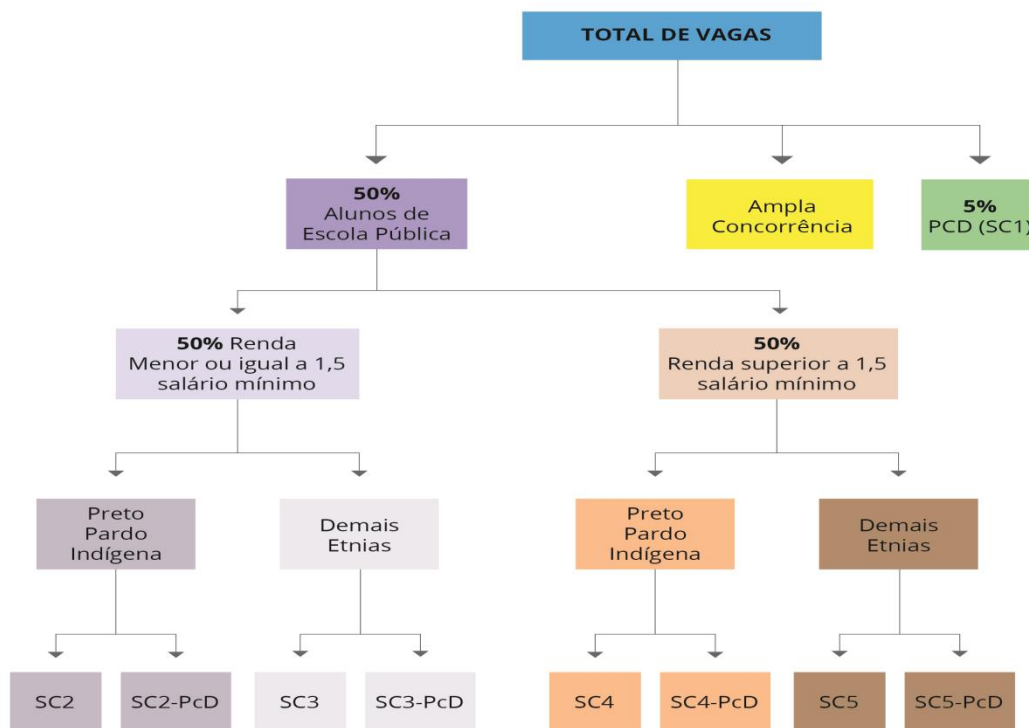 TOTAL DE VAGAS
50%
Alunos de
Escola Pública
Ampla
Concorrência
5%
PCD (SC1)
50% Renda
Menor ou igual a 1,5
salário mínimo
50%
Renda superior a 1,5
salário mínimo
Preto
Pardo
Indígena
Demais
Etnias
Preto
Pardo
Indígena
Demais
Etnias
SC2
SC2-PcD
SC3
SC3-PcD
SC4
SC4-PcD
SC5
SC5-PcD